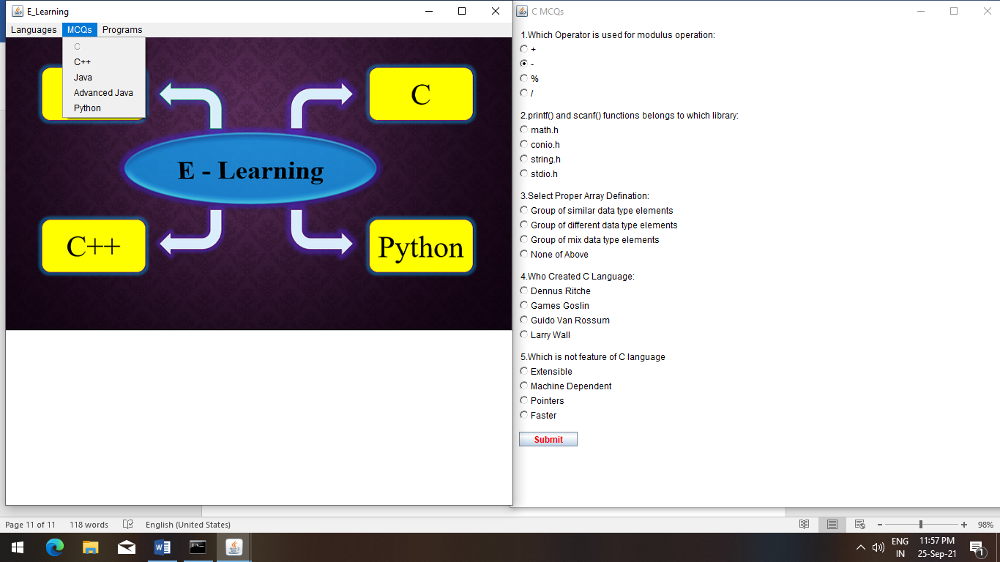 E_Learning
Languages MCQs Programs
C
C++
Java
Advanced Java
Python
C
E - Learning
C++
Python
C MCQs
1.Which Operator is used for modulus operation:
+
-
%
/
2.printf() and scanf() functions belongs to which library:
math.h
conio.h
string.h
stdio.h
3.Select Proper Array Defination:
Group of similar data type elements
Group of different data type elements
Group of mix data type elements
None of Above
4.Who Created C Language:
Dennus Ritche
Games Goslin
Guido Van Rossum
Larry Wall
5.Which is not feature of C language
Extensible
Machine Dependent
Pointers
Faster
Submit
Page 11 of 11 118 words English (United States) 98%
ENG 11:57 PM
IN 25-Sep-21 1